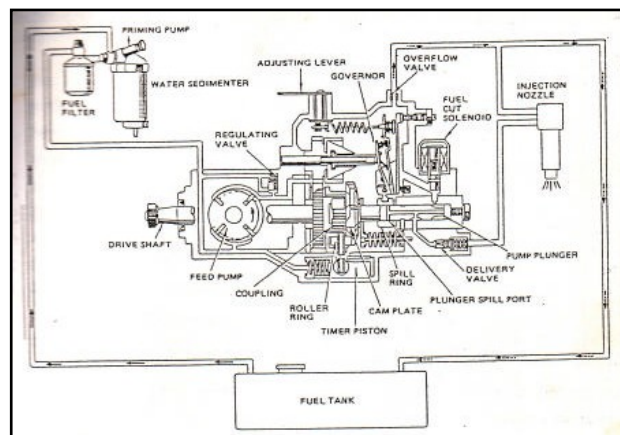 PRIMING PUMP
WATER SEDIMENTER
FUEL
FILTER
ADJUSTING LEVER
GOVERNOR
OVERFLOW
VALVE
FUEL
CUT
SOLENOID
INJECTION
NOZZLE
REGULATING
VALVE
DRIVE SHAFT
FEED PUMP
COUPLING
ROLLER
RING
TIMER PISTON
CAM PLATE
SPILL
RING
PLUNGER SPILL PORT
DELIVERY
VALVE
PUMP PLUNGER
FUEL TANK